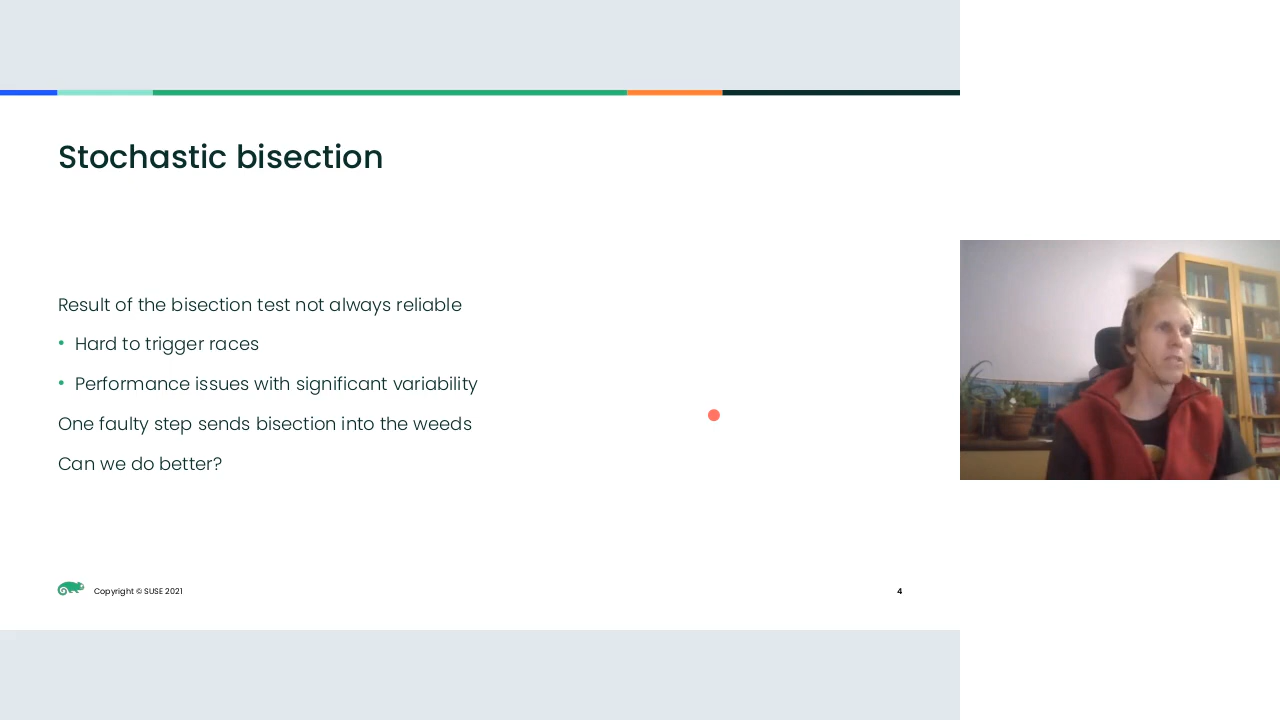 Stochastic bisection
Result of the bisection test not always reliable
• Hard to trigger races
• Performance issues with significant variability
One faulty step sends bisection into the weeds
Can we do better?
Copyright © SUSE 2021
4